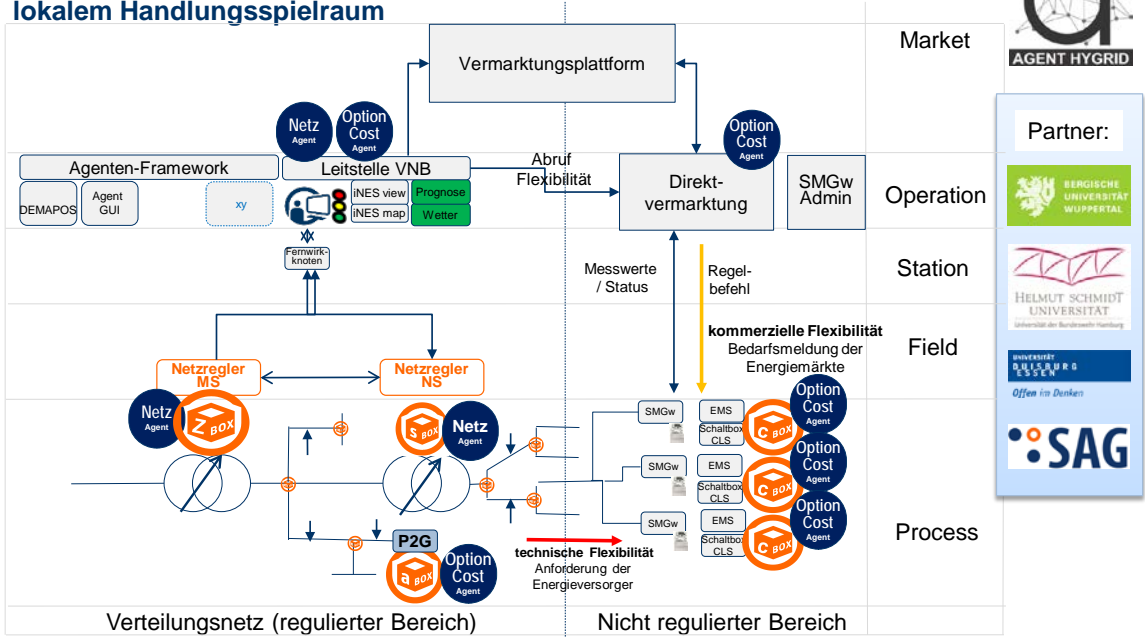 lokalem Handlungsspielraum
AGENT HYGRID
Market
Vermarktungsplattform
Netz
Agent
Option
Cost
Agent
Option
Cost
Agent
Partner:
BERGISCHE
UNIVERSITÄT
WUPPERTAL
Agenten-Framework
Leitstelle VNB
Abruf
Flexibilität
Direkt-
vermarktung
SMGw
Admin
Operation
DEMAPOS
Agent
GUI
xy
iNES view
iNES map
Prognose
Wetter
Fernwirk-
knoten
Messwerte
/ Status
Regel-
befehl
Station
HELMUT SCHMIDT
UNIVERSITÄT
Universität der Bundeswehr Hamburg
kommerzielle Flexibilität
Bedarfsmeldung der
Energiemärkte
Field
UNIVERSITÄT
DUISBURG
ESSEN
Offen im Denken
Netzregler
MS
Netzregler
NS
Netz
Agent
Z BOX
S BOX
Netz
Agent
SMGw
EMS
Schaltbox
CLS
C BOX
Option
Cost
Agent
SAG
SMGw
EMS
Schaltbox
CLS
C BOX
Option
Cost
Agent
SMGw
EMS
Schaltbox
CLS
C BOX
Option
Cost
Agent
Process
P2G
a BOX
Option
Cost
Agent
technische Flexibilität
Anforderung der
Energieversorger
Verteilungsnetz (regulierter Bereich)
Nicht regulierter Bereich